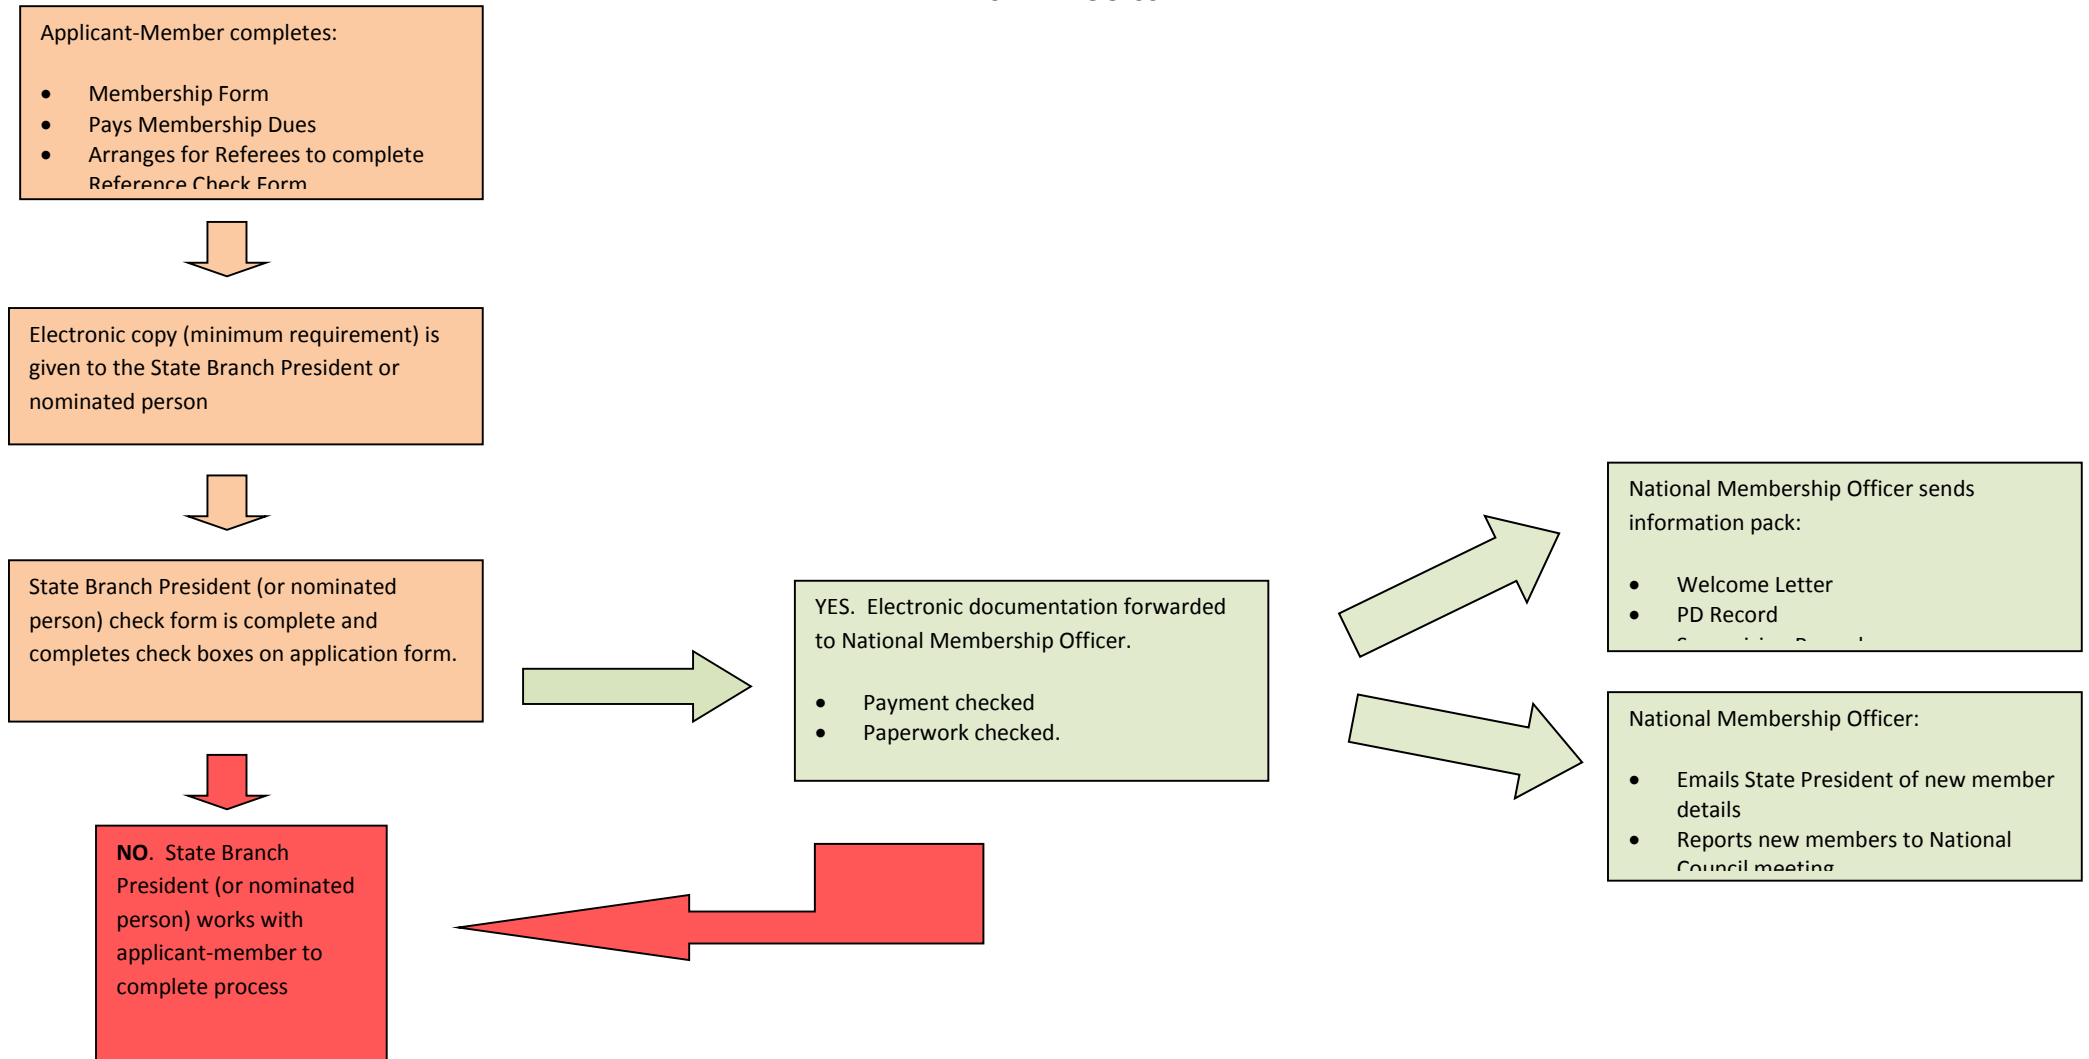 Applicant-Member completes:
• Membership Form
• Pays Membership Dues
• Arranges for Referees to complete
Reference Check Form
Electronic copy (minimum requirement) is
given to the State Branch President or
nominated person
State Branch President (or nominated
person) check form is complete and
completes check boxes on application form.
NO. State Branch
President (or nominated
person) works with
applicant-member to
complete process
YES. Electronic documentation forwarded
to National Membership Officer.
• Payment checked
• Paperwork checked.
National Membership Officer sends
information pack:
• Welcome Letter
• PD Record
National Membership Officer:
• Emails State President of new member
details
• Reports new members to National
Council meeting